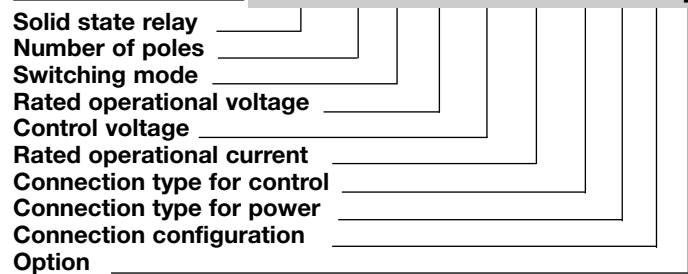 Solid state relay
Number of poles
Switching mode
Rated operational voltage
Control voltage
Rated operational current
Connection type for control
Connection type for power
Connection configuration
Option